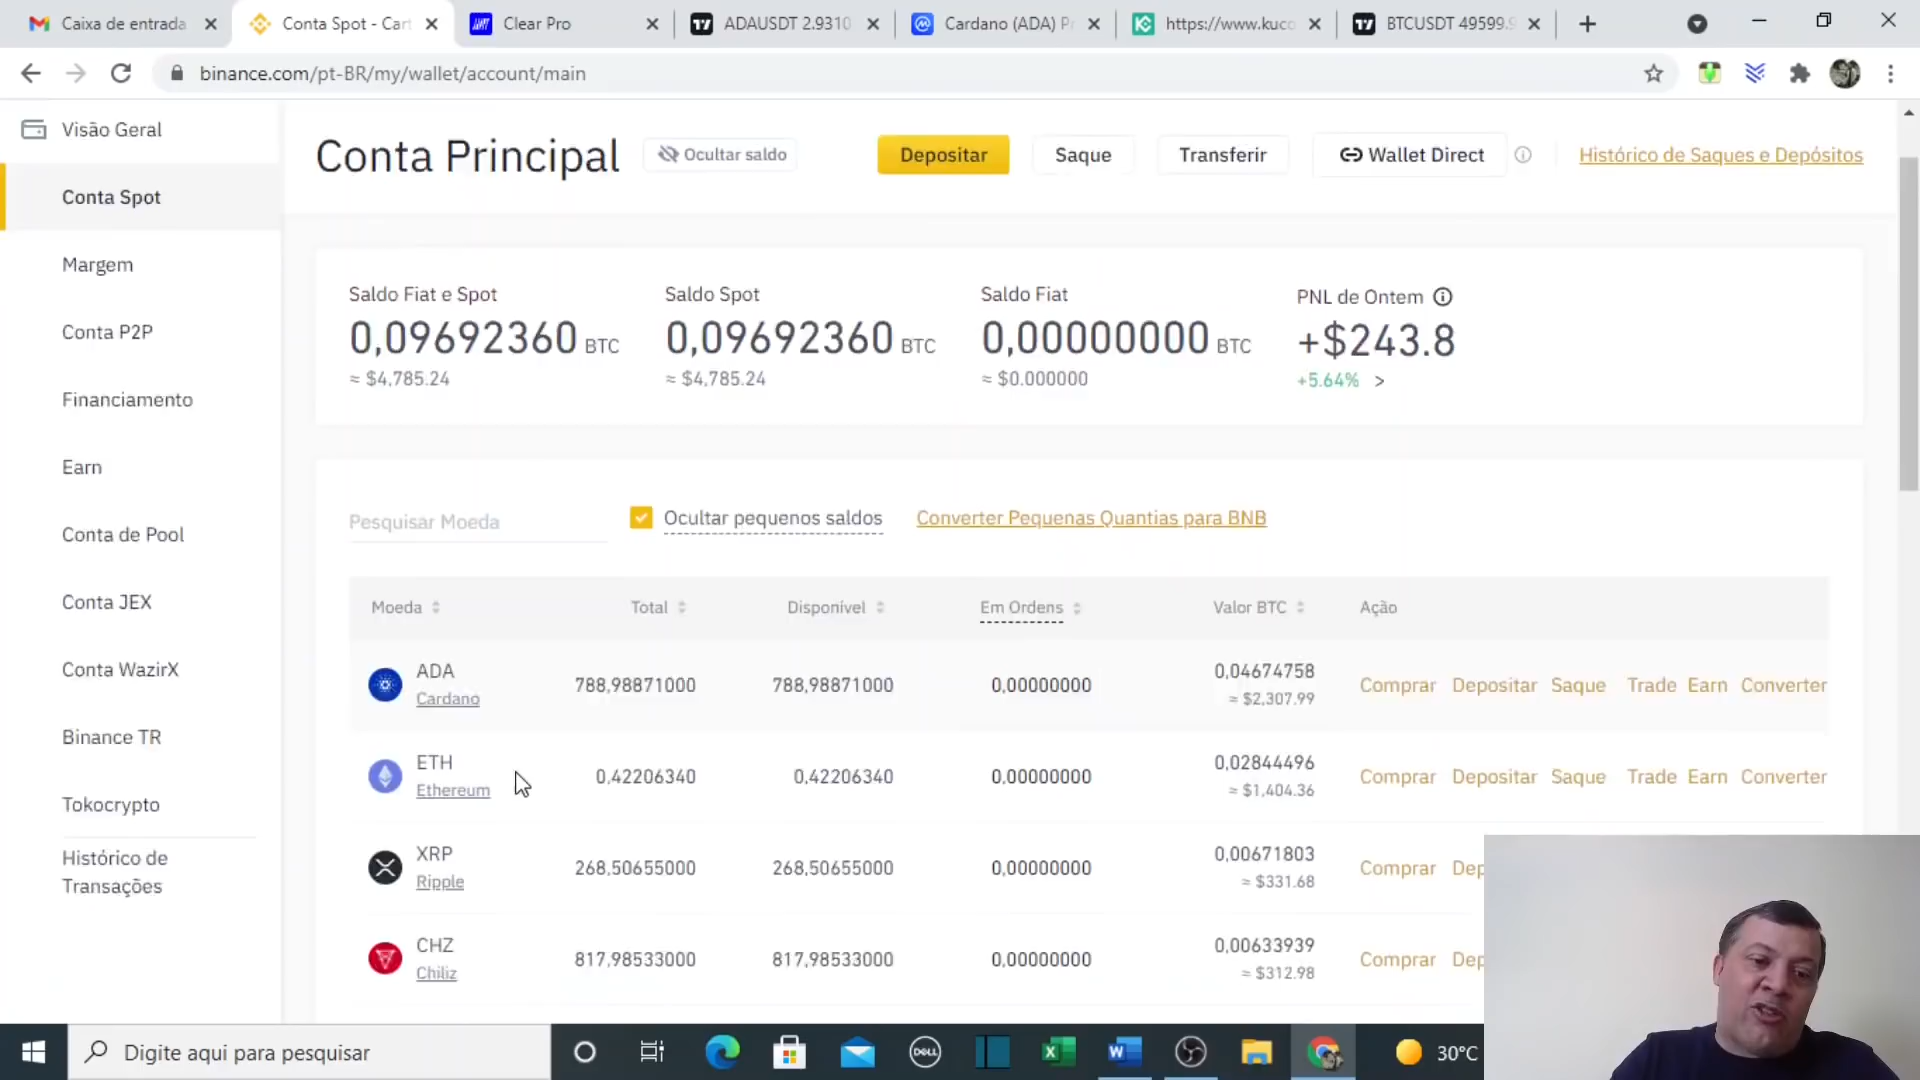 Caixa de entrada
Conta Spot - Cart
Clear Pro
ADAUSDT 2.9310
Cardano (ADA) P
https://www.kuco
BTCUSDT 49599.9
binance.com/pt-BR/my/wallet/account/main
Visão Geral
Conta Spot
Margem
Conta P2P
Financiamento
Earn
Conta de Pool
Conta JEX
Conta WazirX
Binance TR
Tokocrypto
Histórico de
Transações
Conta Principal
Ocultar saldo
Depositar
Saque
Transferir
Wallet Direct
Histórico de Saques e Depósitos
Saldo Fiat e Spot
0,09692360 BTC
≈ $4,785.24
Saldo Spot
0,09692360 BTC
≈ $4,785.24
Saldo Fiat
0,00000000 BTC
≈ $0.000000
PNL de Ontem
+$243.8
+5.64% >
Pesquisar Moeda
Ocultar pequenos saldos
Converter Pequenas Quantias para BNB
Moeda Total Disponível Em Ordens Valor BTC Ação
ADA
Cardano
788,98871000 788,98871000 0,00000000
0,04674758
≈ $2,307.99
Comprar Depositar Saque Trade Earn Converter
ETH
Ethereum
0,42206340 0,42206340 0,00000000
0,02844496
≈ $1,404.36
Comprar Depositar Saque Trade Earn Converter
XRP
Ripple
268,50655000 268,50655000 0,00000000
0,00671803
≈ $331.68
Comprar Dep
CHZ
Chiliz
817,98533000 817,98533000 0,00000000
0,00633939
≈ $312.98
Comprar Dep
Digite aqui para pesquisar
DELL
30°C